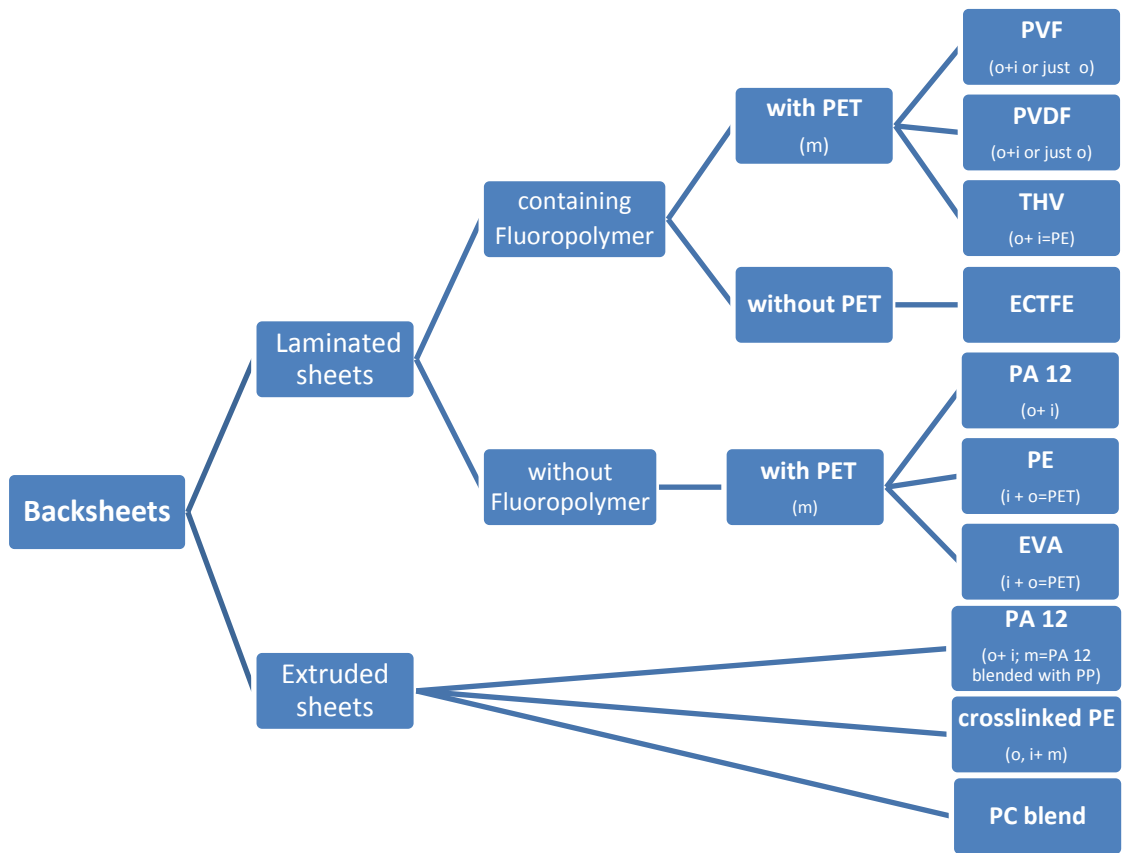 Backsheets
Laminated
sheets
Extruded
sheets
containing
Fluoropolymer
without
Fluoropolymer
with PET
(m)
without PET
with PET
(m)
PVF
(o+i or just  o)
PVDF
(o+i or just o)
THV
(o+ i=PE)
ECTFE
PA 12
(o+ i)
PE
(i + o=PET)
EVA
(i + o=PET)
PA 12
(o+ i; m=PA 12
blended with PP)
crosslinked PE
(o, i+ m)
PC blend